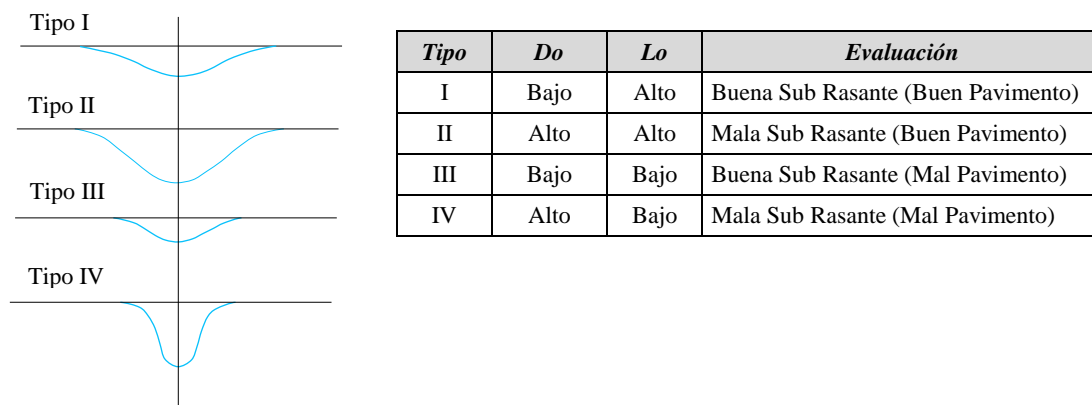 Tipo I
Tipo II
Tipo III
Tipo IV
Tipo Do Lo Evaluación
I Bajo Alto Buena Sub Rasante (Buen Pavimento)
II Alto Alto Mala Sub Rasante (Buen Pavimento)
III Bajo Bajo Buena Sub Rasante (Mal Pavimento)
IV Alto Bajo Mala Sub Rasante (Mal Pavimento)